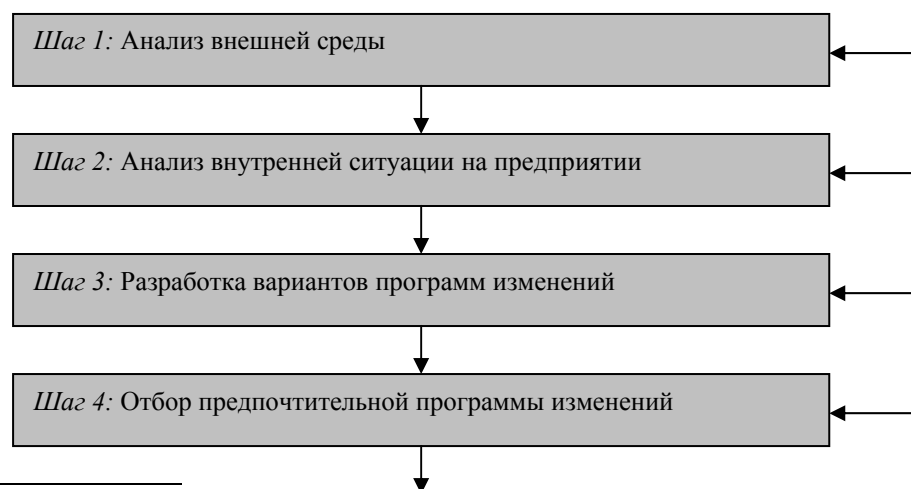 Шаг 1: Анализ внешней среды
Шаг 2: Анализ внутренней ситуации на предприятии
Шаг 3: Разработка вариантов программ изменений
Шаг 4: Отбор предпочтительной программы изменений